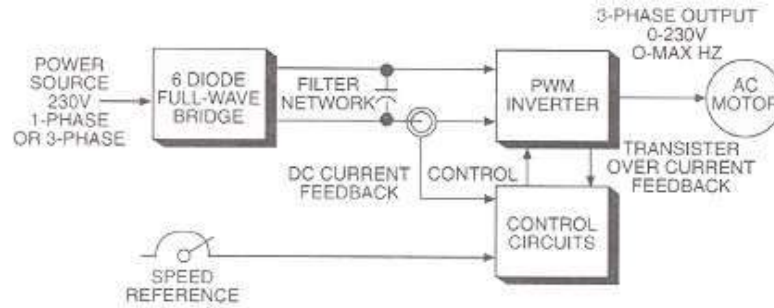 3-PHASE OUTPUT
0-230V
O-MAX HZ
POWER
SOURCE
230V
1-PHASE
OR 3-PHASE
6 DIODE
FULL-WAVE
BRIDGE
FILTER
NETWORK
PWM
INVERTER
AC
MOTOR
DC CURRENT
FEEDBACK
CONTROL
TRANSISTER
OVER CURRENT
FEEDBACK
CONTROL
CIRCUITS
SPEED
REFERENCE